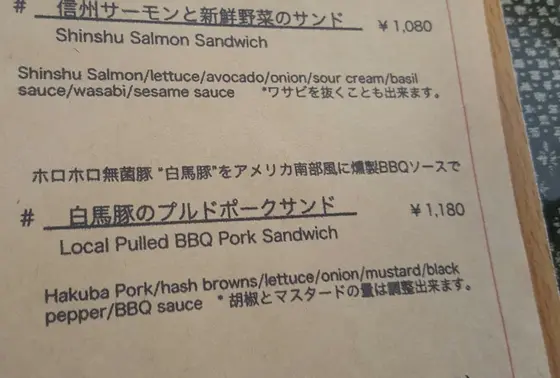 # 信州サーモンと新鮮野菜のサンド ¥1,080
Shinshu Salmon Sandwich
Shinshu Salmon/lettuce/avocado/onion/sour cream/basil
sauce/wasabi/sesame sauce *ワサビを抜くことも出来ます。
ホロホロ無菌豚 "白馬豚"をアメリカ南部風に燻製BBQソースで
# 白馬豚のプルドポークサンド ¥1,180
Local Pulled BBQ Pork Sandwich
Hakuba Pork/hash browns/lettuce/onion/mustard/black
pepper/BBQ sauce * 胡椒とマスタードの量は調整出来ます。